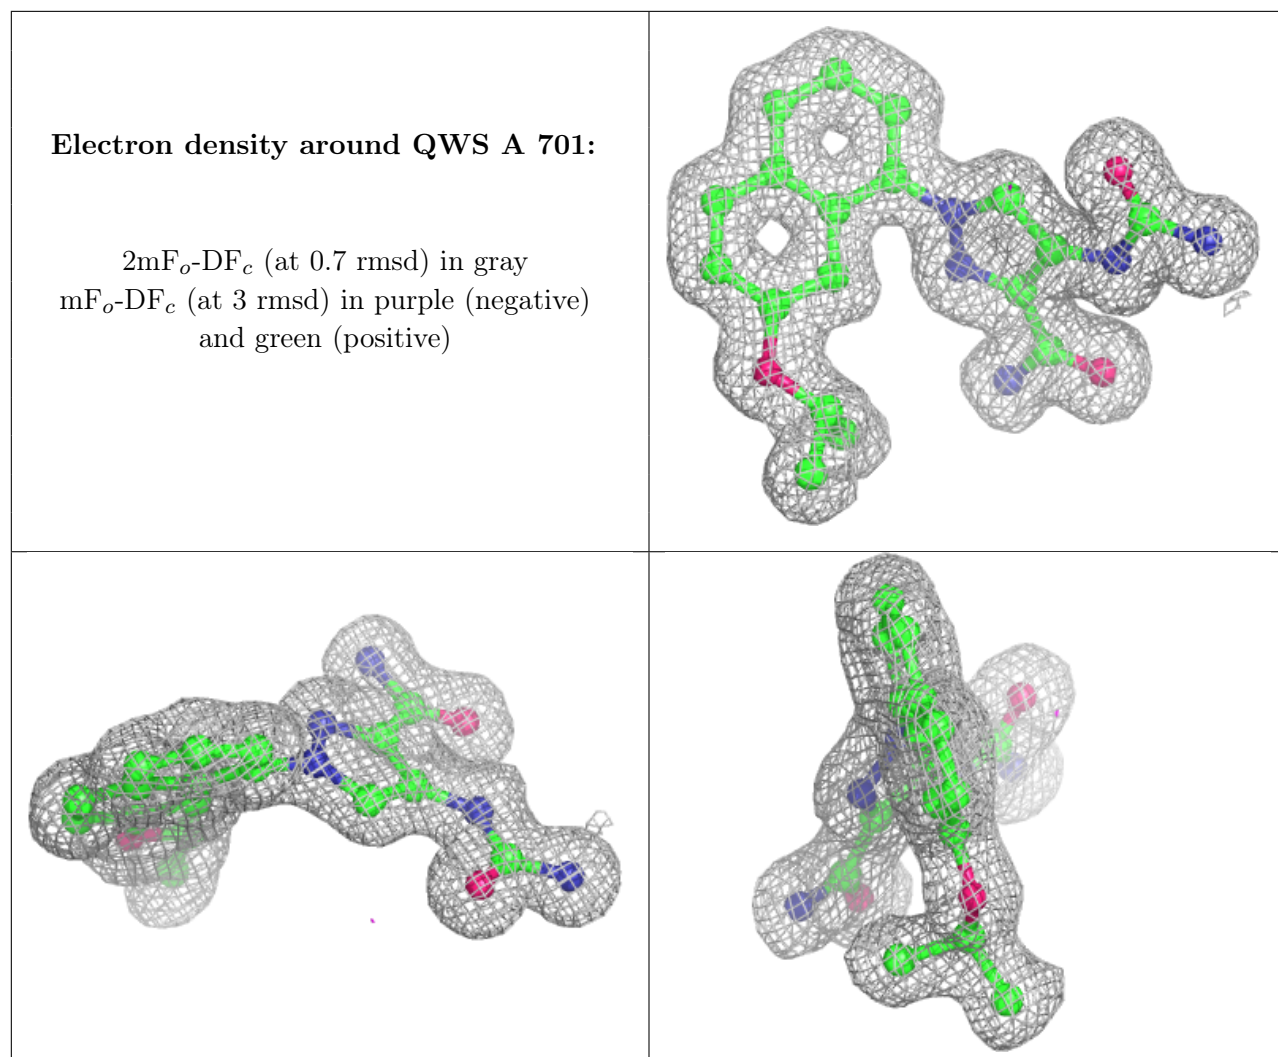 Electron density around QWS A 701:
2mFo-DFc (at 0.7 rmsd) in gray
mFo-DFc (at 3 rmsd) in purple (negative)
and green (positive)